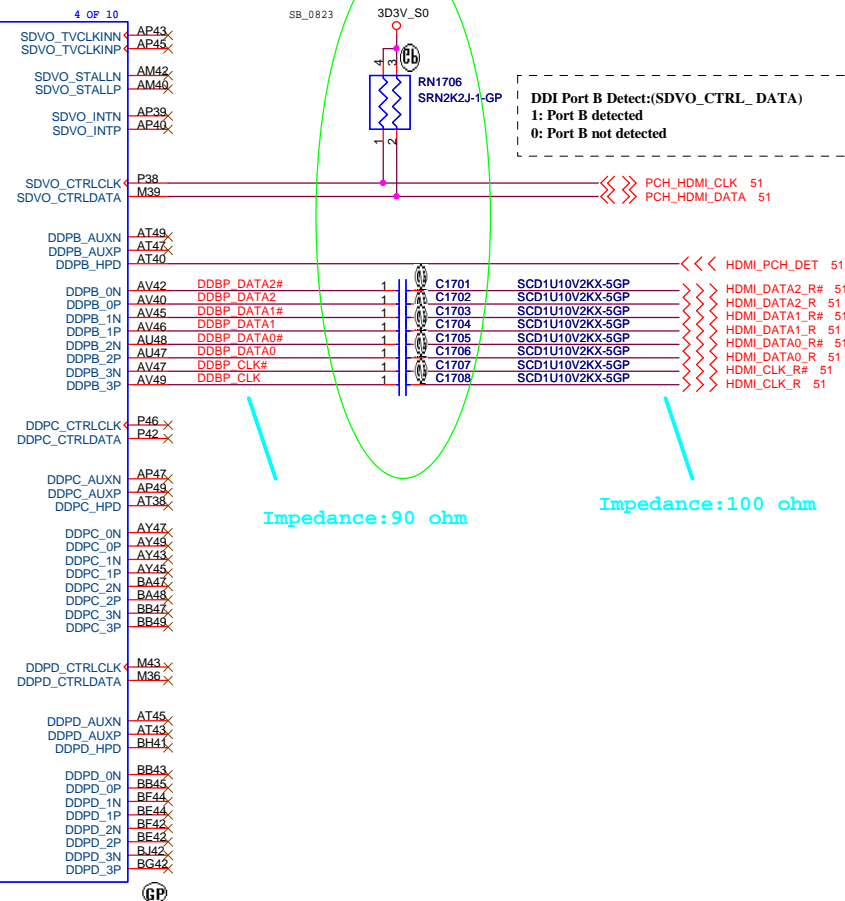 4 OF 10
SB_0823
3D3V_S0
SDVO_TVCLKINN AP43
SDVO_TVCLKINP AP45
4 3
RN1706
SRN2K2J-1-GP
1 2
SDVO_STALLN AM42
SDVO_STALLP AM40
DDI Port B Detect:(SDVO_CTRL_ DATA)
1: Port B detected
0: Port B not detected
SDVO_INTN AP39
SDVO_INTP AP40
SDVO_CTRLCLK P38 PCH_HDMI_CLK 51
SDVO_CTRLDATA M39 PCH_HDMI_DATA 51
DDPB_AUXN AT49
DDPB_AUXP AT47
DDPB_HPD AT40 HDMI_PCH_DET 51
DDPB_0N AV42 DDBP_DATA2# 1 C1701 SCD1U10V2KX-5GP HDMI_DATA2_R# 51
DDPB_0P AV40 DDBP_DATA2 1 C1702 SCD1U10V2KX-5GP HDMI_DATA2_R 51
DDPB_1N AV45 DDBP_DATA1# 1 C1703 SCD1U10V2KX-5GP HDMI_DATA1_R# 51
DDPB_1P AV46 DDBP_DATA1 1 C1704 SCD1U10V2KX-5GP HDMI_DATA1_R 51
DDPB_2N AU48 DDBP_DATA0# 1 C1705 SCD1U10V2KX-5GP HDMI_DATA0_R# 51
DDPB_2P AU47 DDBP_DATA0 1 C1706 SCD1U10V2KX-5GP HDMI_DATA0_R 51
DDPB_3N AV47 DDBP_CLK# 1 C1707 SCD1U10V2KX-5GP HDMI_CLK_R# 51
DDPB_3P AV49 DDBP_CLK 1 C1708 SCD1U10V2KX-5GP HDMI_CLK_R 51
DDPC_CTRLCLK P46
DDPC_CTRLDATA P42
DDPC_AUXN AP47
DDPC_AUXP AP49
DDPC_HPD AT38
Impedance:90 ohm
Impedance:100 ohm
DDPC_0N AY47
DDPC_0P AY49
DDPC_1N AY43
DDPC_1P AY45
DDPC_2N BA47
DDPC_2P BA48
DDPC_3N BB47
DDPC_3P BB49
DDPD_CTRLCLK M43
DDPD_CTRLDATA M36
DDPD_AUXN AT45
DDPD_AUXP AT43
DDPD_HPD BH41
DDPD_0N BB43
DDPD_0P BB45
DDPD_1N BF44
DDPD_1P BE44
DDPD_2N BF42
DDPD_2P BE42
DDPD_3N BJ42
DDPD_3P BG42
GP